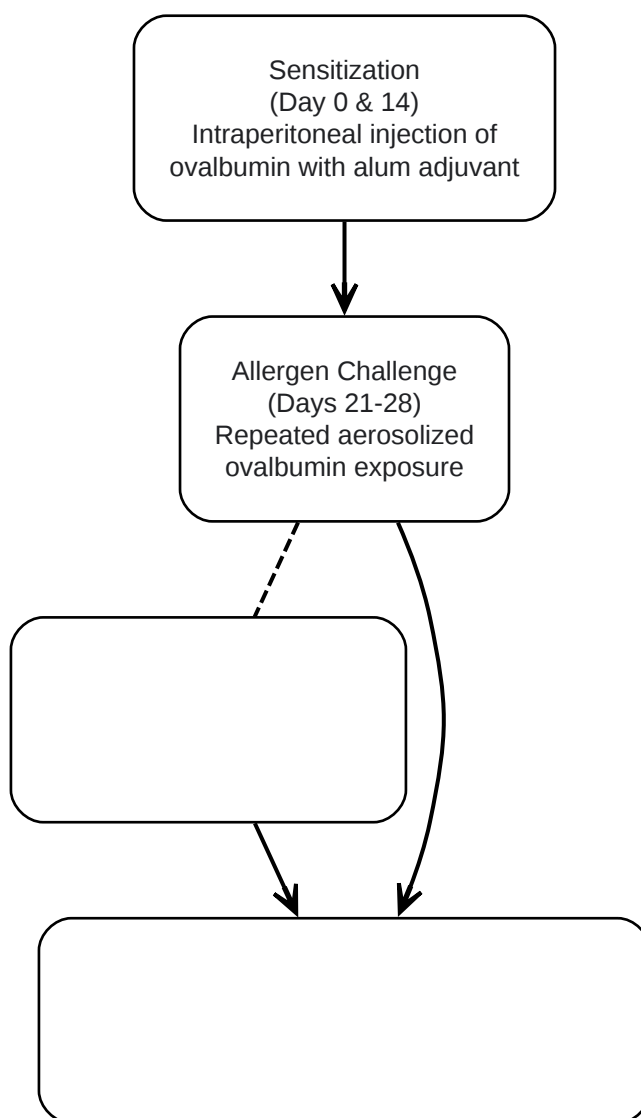 Sensitization
(Day 0 & 14)
Intraperitoneal injection of
ovalbumin with alum adjuvant
Allergen Challenge
(Days 21-28)
Repeated aerosolized
ovalbumin exposure